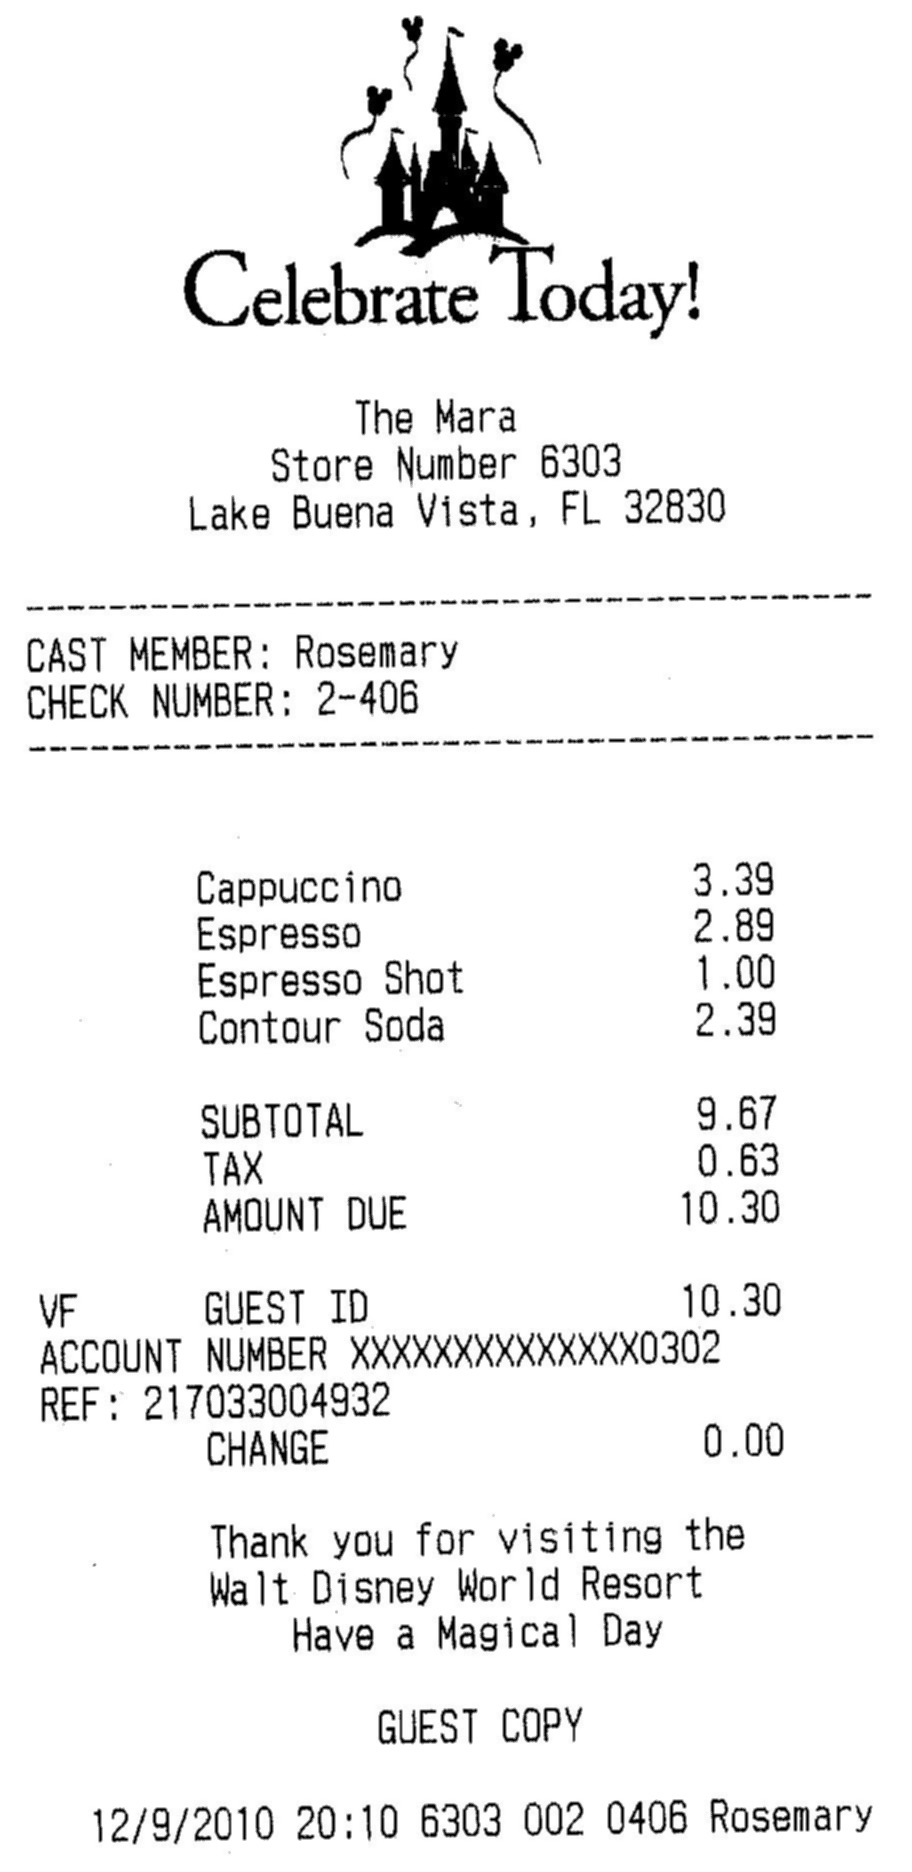 Celebrate Today!
The Mara
Store Number 6303
Lake Buena Vista, FL 32830
-----------------------------------------
CAST MEMBER: Rosemary
CHECK NUMBER: 2-406
-----------------------------------------
Cappuccino 3.39
Espresso 2.89
Espresso Shot 1.00
Contour Soda 2.39
SUBTOTAL 9.67
TAX 0.63
AMOUNT DUE 10.30
VF GUEST ID 10.30
ACCOUNT NUMBER XXXXXXXXXXXXXX0302
REF: 217033004932
CHANGE 0.00
Thank you for visiting the
Walt Disney World Resort
Have a Magical Day
GUEST COPY
12/9/2010 20:10 6303 002 0406 Rosemary